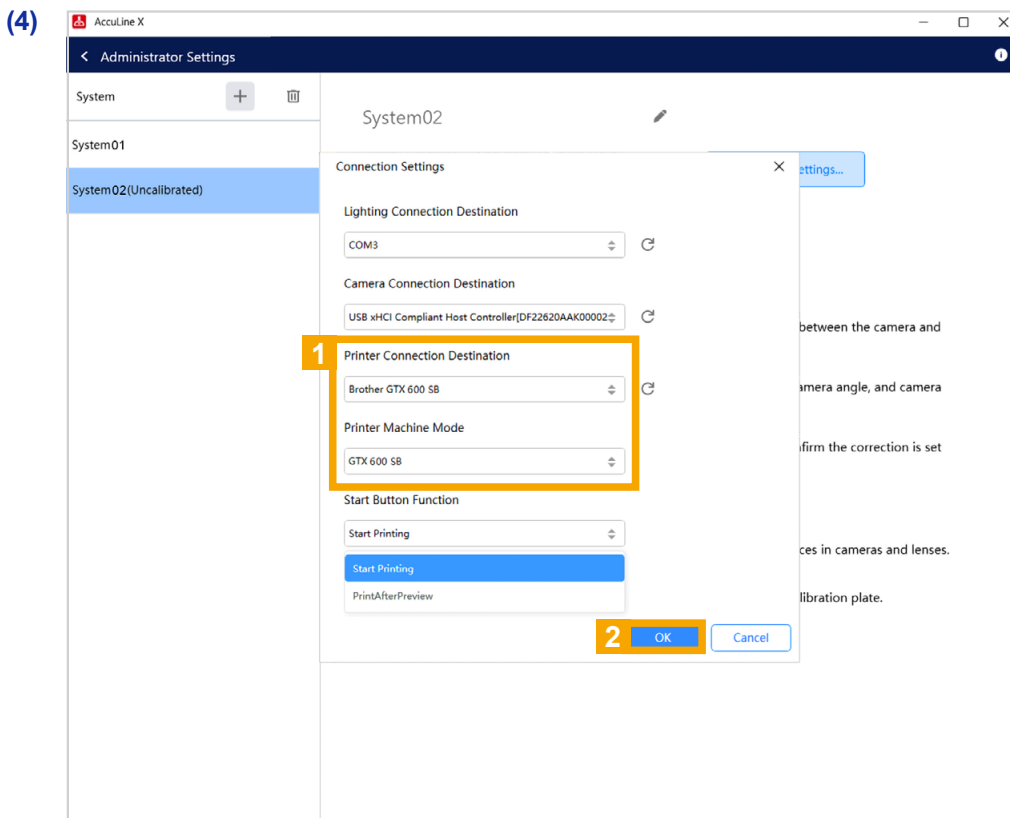 (4)
AccuLine X
Administrator Settings
System
System02
System01
ettings...
System02(Uncalibrated)
Connection Settings
Lighting Connection Destination
COM3
Camera Connection Destination
USB xHCI Compliant Host Controller[DF22620AAK00002
between the camera and
1
Printer Connection Destination
Brother GTX 600 SB
amera angle, and camera
Printer Machine Mode
GTX 600 SB
firm the correction is set
Start Button Function
Start Printing
Start Printing
PrintAfterPreview
ces in cameras and lenses.
libration plate.
2
OK
Cancel